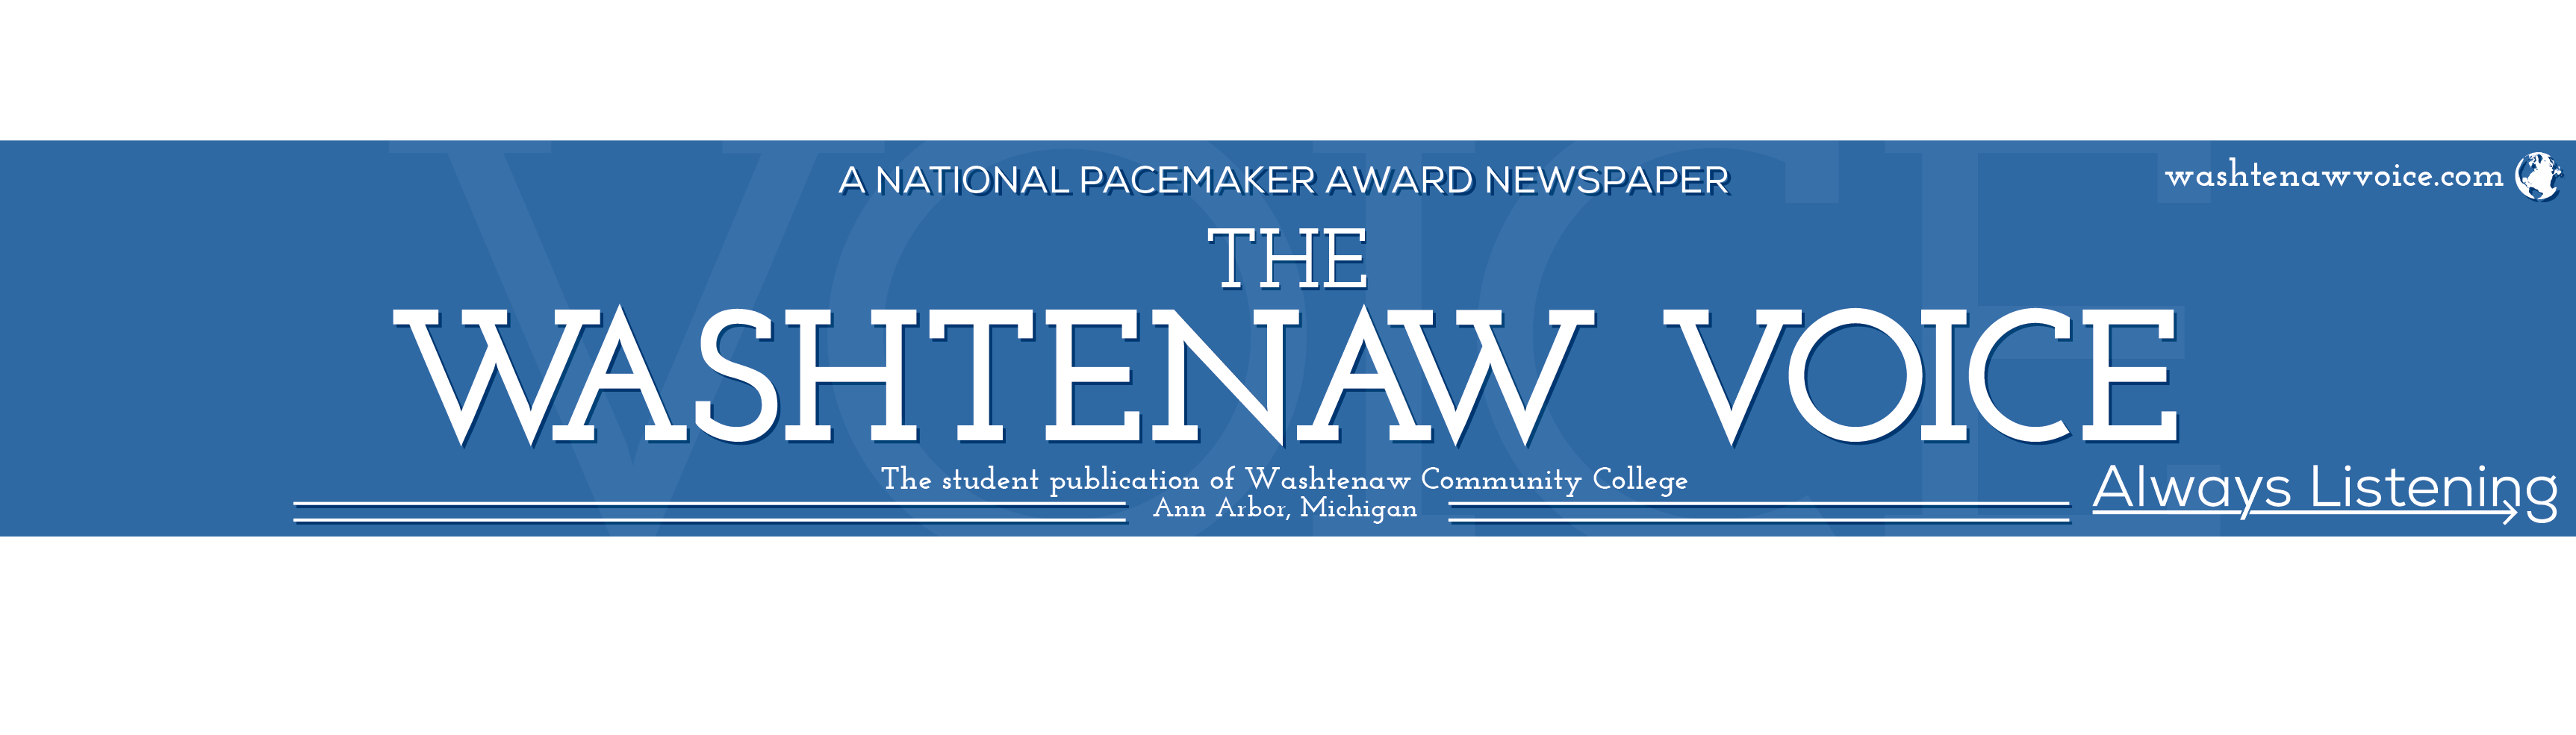 A NATIONAL PACEMAKER AWARD NEWSPAPER
washtenawvoice.com
THE
WASHTENAW VOICE
The student publication of Washtenaw Community College
Ann Arbor, Michigan
Always Listening
VOICE